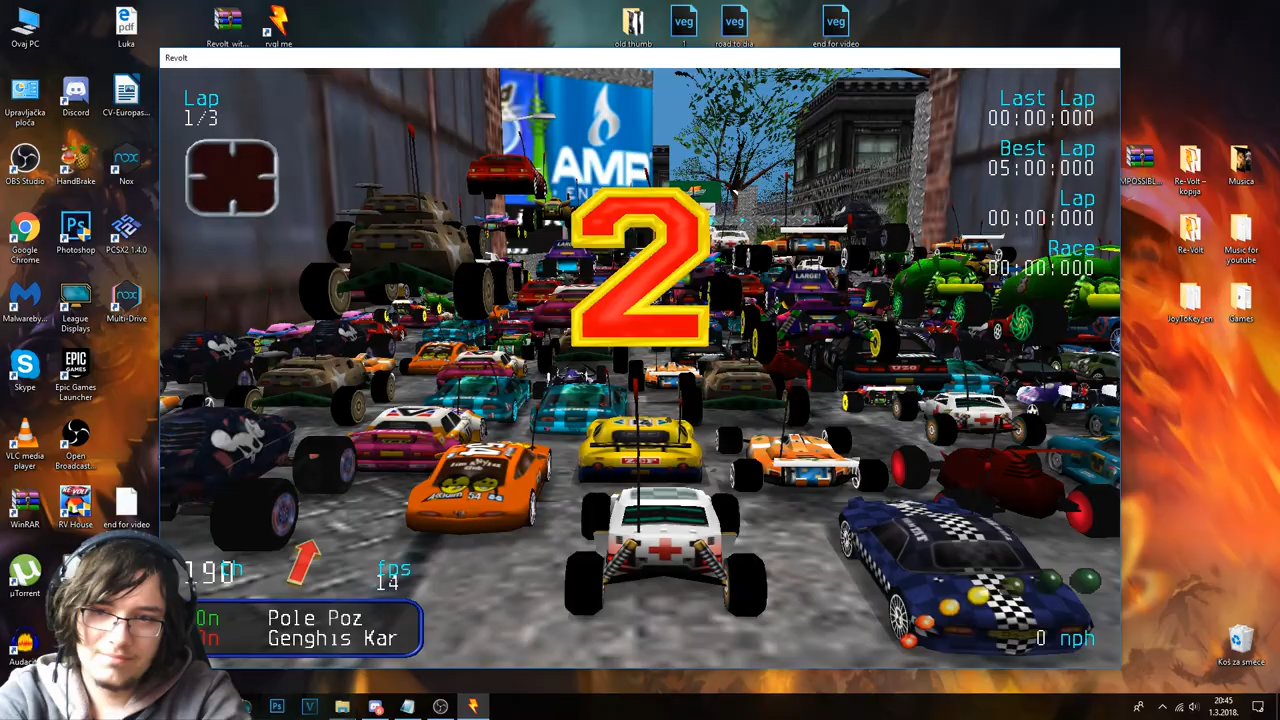 Ovaj PC
Luka
Revolt wit...
rvgl me
old thumb
veg
1
veg
road to dia...
veg
end for video
Revolt
Upravljačka ploča
Discord
CV-Europas...
OBS Studio
HandBrake
Nox
Google Chrome
Photoshop
PCSX2.1.4.0
Malwareby...
League Displays
Multi-Drive
Skype
Epic Games Launcher
VLC media player
Open Broadcast...
WinRAR
RV House
end for video
µTorrent
Lap
1/3
AMP
2
Last Lap
00:00:000
Best Lap
05:00:000
Lap
00:00:000
Race
00:00:000
LARGE!
fps
14
On
Pole Poz
Genghis Kar
0 mph
MPOSSIBL...
Re-Volt – kopija
Musica
Re-Volt
Music for youtube
JoyToKey_en
Games
Koš za smeće
20:45
1.3.2018.